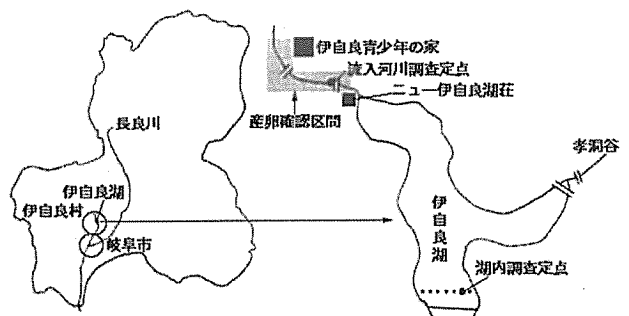 伊自良青少年の家
流入河川調査定点
ニュー伊自良湖荘
産卵確認区間
長良川
孝洞谷
伊自良湖
伊自良村
岐阜市
伊自良湖
湖内調査定点